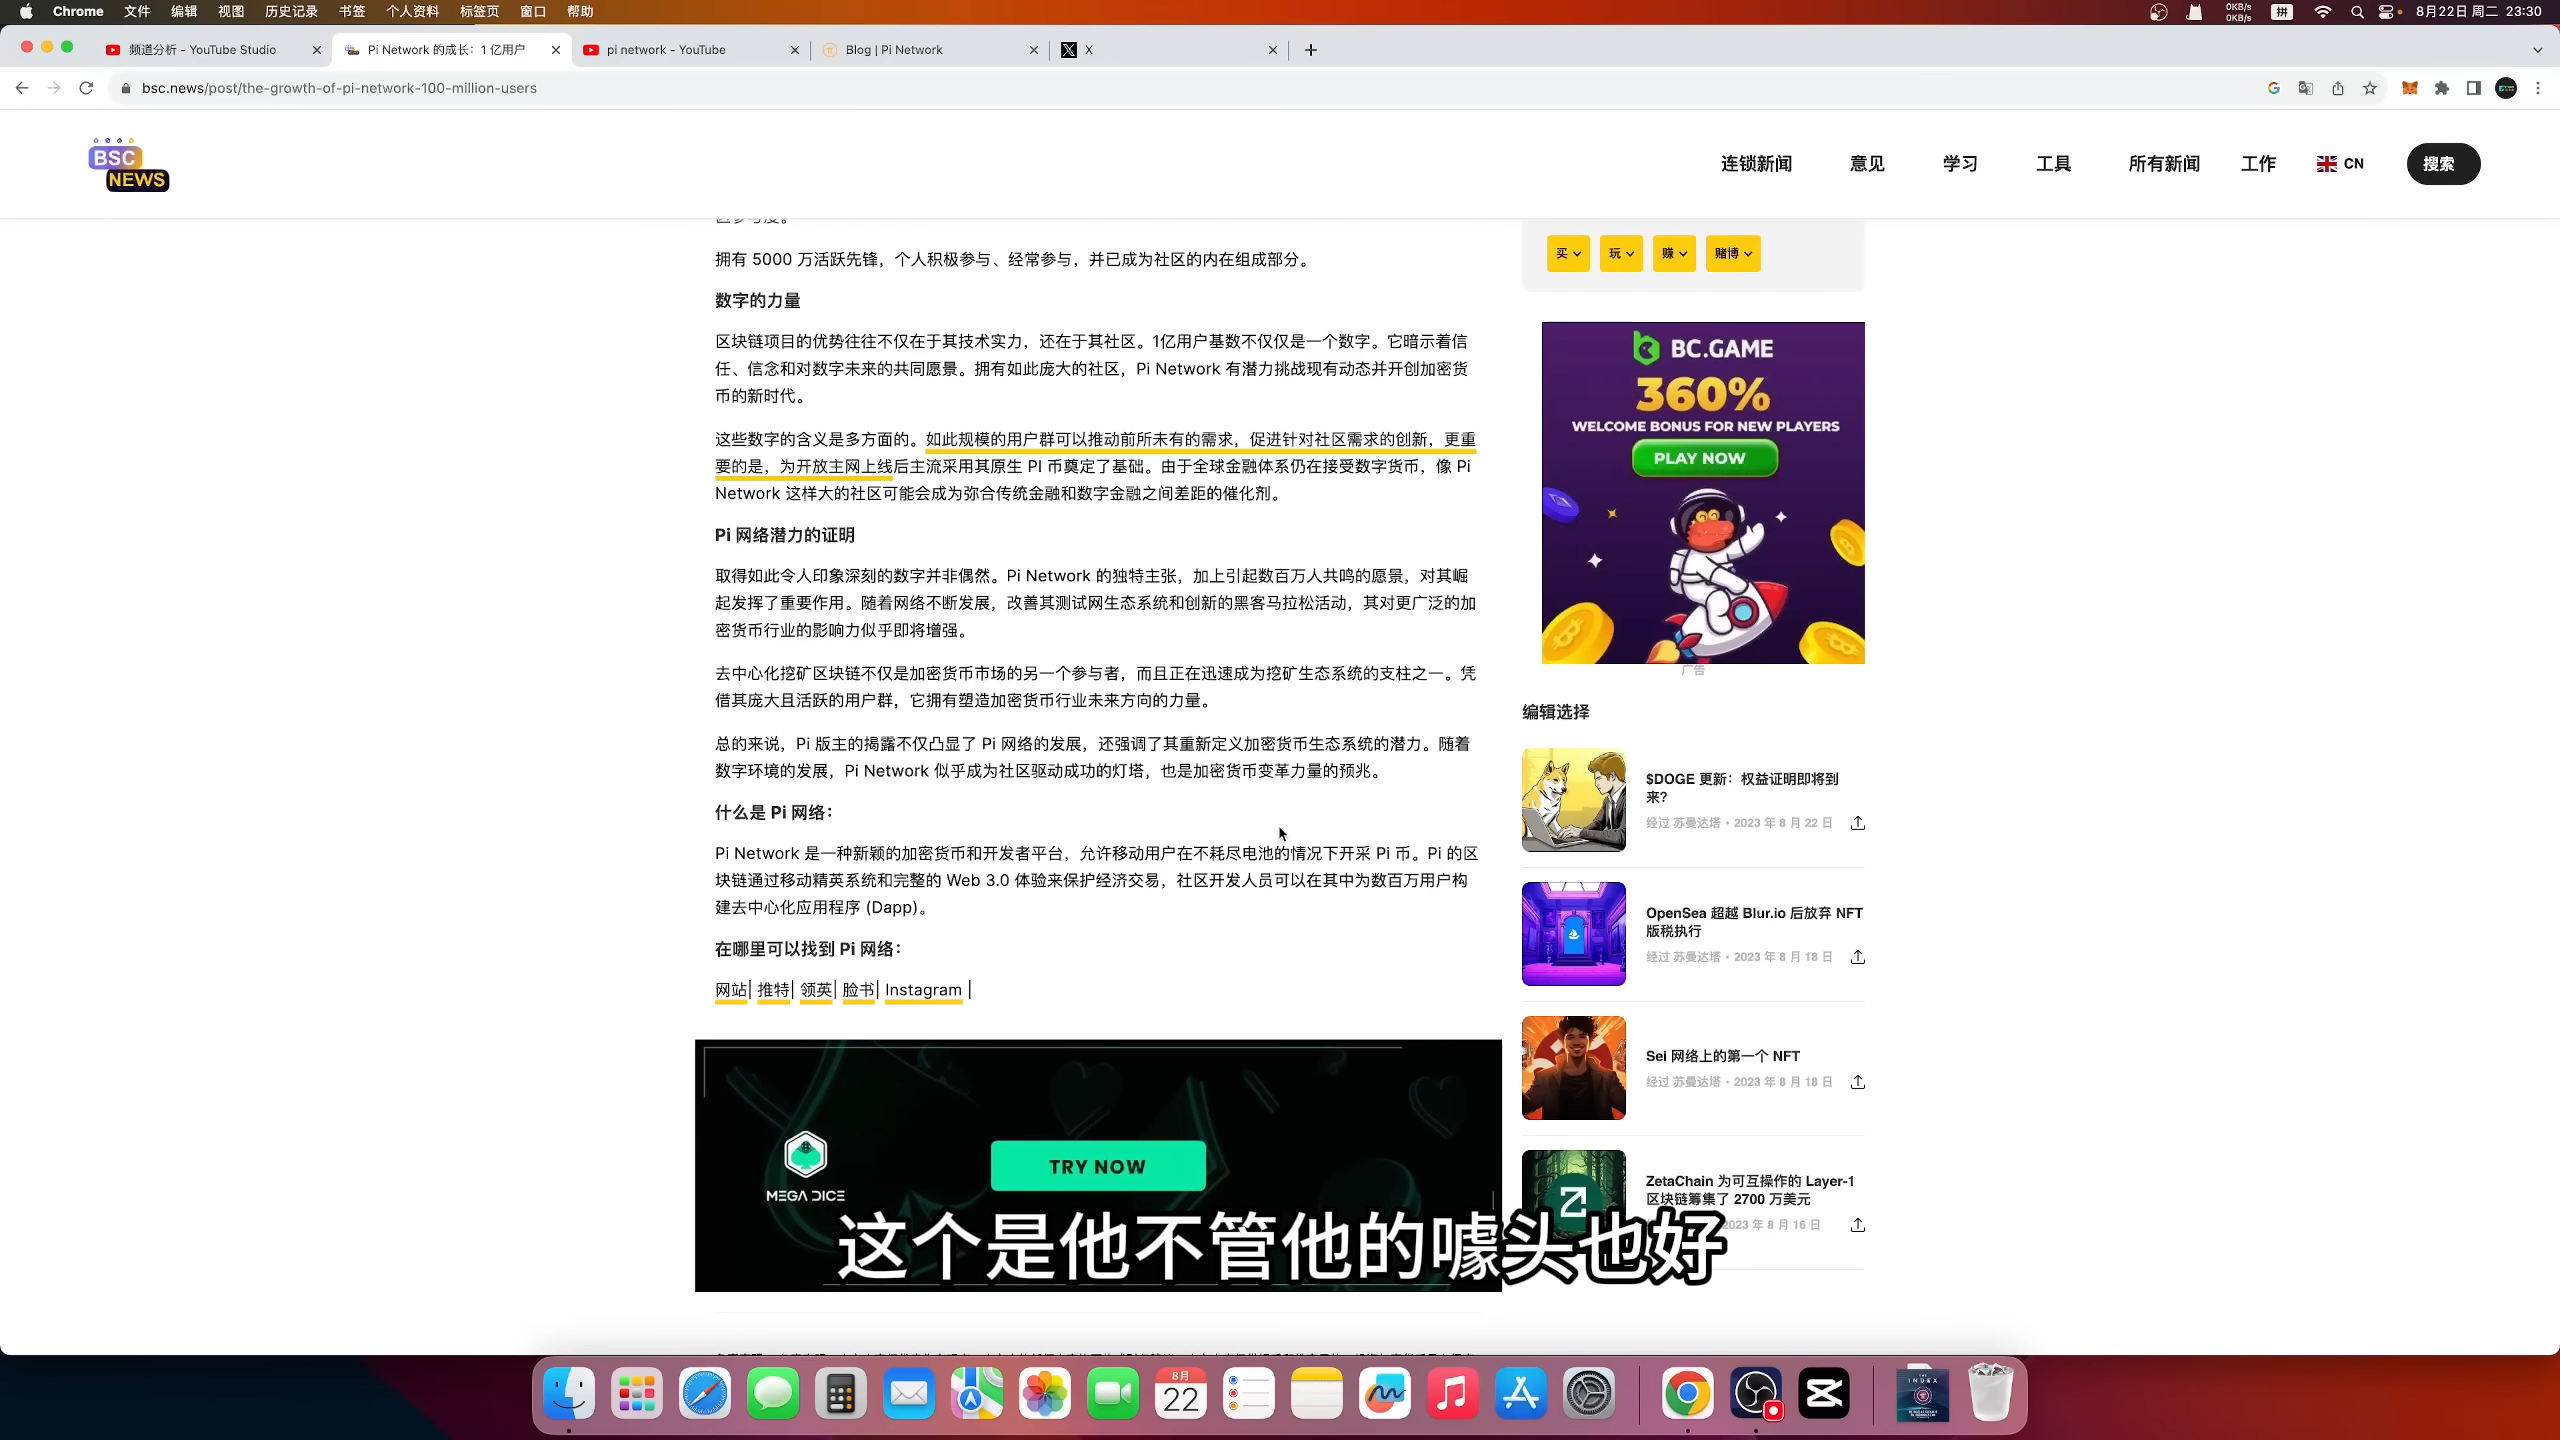 Chrome 文件 编辑 视图 历史记录 书签 个人资料 标签页 窗口 帮助
0KB/s
0KB/s
拼
8月22日 周二 23:30
频道分析 - YouTube Studio
Pi Network 的成长：1 亿用户
pi network - YouTube
Blog | Pi Network
X
bsc.news/post/the-growth-of-pi-network-100-million-users
BSC
NEWS
连锁新闻 意见 学习 工具 所有新闻 工作 CN 搜索
拥有 5000 万活跃先锋，个人积极参与、经常参与，并已成为社区的内在组成部分。
数字的力量
区块链项目的优势往往不仅在于其技术实力，还在于其社区。1亿用户基数不仅仅是一个数字。它暗示着信
任、信念和对数字未来的共同愿景。拥有如此庞大的社区，Pi Network 有潜力挑战现有动态并开创加密货
币的新时代。
这些数字的含义是多方面的。如此规模的用户群可以推动前所未有的需求，促进针对社区需求的创新，更重
要的是，为开放主网上线后主流采用其原生 PI 币奠定了基础。由于全球金融体系仍在接受数字货币，像 Pi
Network 这样大的社区可能会成为弥合传统金融和数字金融之间差距的催化剂。
Pi 网络潜力的证明
取得如此令人印象深刻的数字并非偶然。Pi Network 的独特主张，加上引起数百万人共鸣的愿景，对其崛
起发挥了重要作用。随着网络不断发展，改善其测试网生态系统和创新的黑客马拉松活动，其对更广泛的加
密货币行业的影响力似乎即将增强。
去中心化挖矿区块链不仅是加密货币市场的另一个参与者，而且正在迅速成为挖矿生态系统的支柱之一。凭
借其庞大且活跃的用户群，它拥有塑造加密货币行业未来方向的力量。
总的来说，Pi 版主的揭露不仅凸显了 Pi 网络的发展，还强调了其重新定义加密货币生态系统的潜力。随着
数字环境的发展，Pi Network 似乎成为社区驱动成功的灯塔，也是加密货币变革力量的预兆。
什么是 Pi 网络：
Pi Network 是一种新颖的加密货币和开发者平台，允许移动用户在不耗尽电池的情况下开采 Pi 币。Pi 的区
块链通过移动精英系统和完整的 Web 3.0 体验来保护经济交易，社区开发人员可以在其中为数百万用户构
建去中心化应用程序 (Dapp)。
在哪里可以找到 Pi 网络：
网站| 推特| 领英| 脸书| Instagram |
买 玩 赚 赌博
BC.GAME
360%
WELCOME BONUS FOR NEW PLAYERS
PLAY NOW
广告
编辑选择
$DOGE 更新：权益证明即将到
来？
经过 苏曼达塔 • 2023 年 8 月 22 日
OpenSea 超越 Blur.io 后放弃 NFT
版税执行
经过 苏曼达塔 • 2023 年 8 月 18 日
Sei 网络上的第一个 NFT
经过 苏曼达塔 • 2023 年 8 月 18 日
ZetaChain 为可互操作的 Layer-1
区块链筹集了 2700 万美元
2023 年 8 月 16 日
MEGA DICE
TRY NOW
这个是他不管他的噱头也好
8月
22